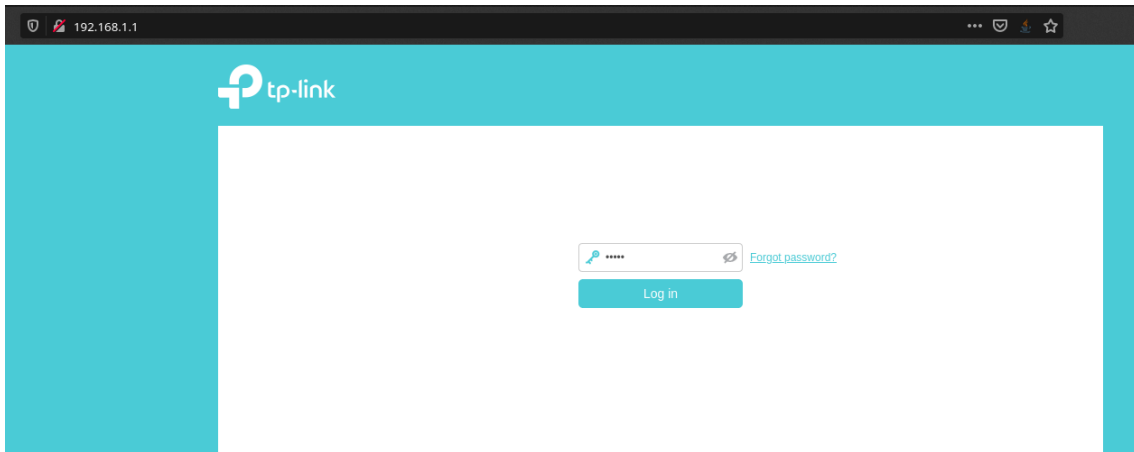 192.168.1.1
tp-link
•••••
Forgot password?
Log in